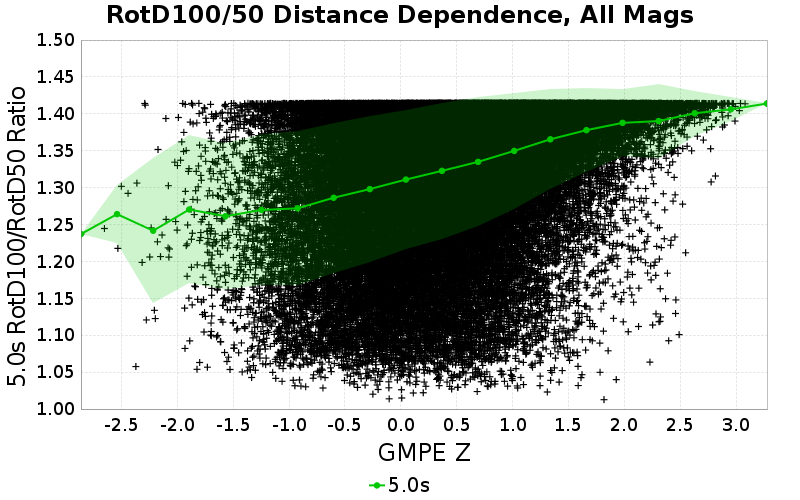 RotD100/50 Distance Dependence, All Mags
5.0s RotD100/RotD50 Ratio
1.50
1.45
1.40
1.35
1.30
1.25
1.20
1.15
1.10
1.05
1.00
-2.5 -2.0 -1.5 -1.0 -0.5 0.0 0.5 1.0 1.5 2.0 2.5 3.0
GMPE Z
5.0s